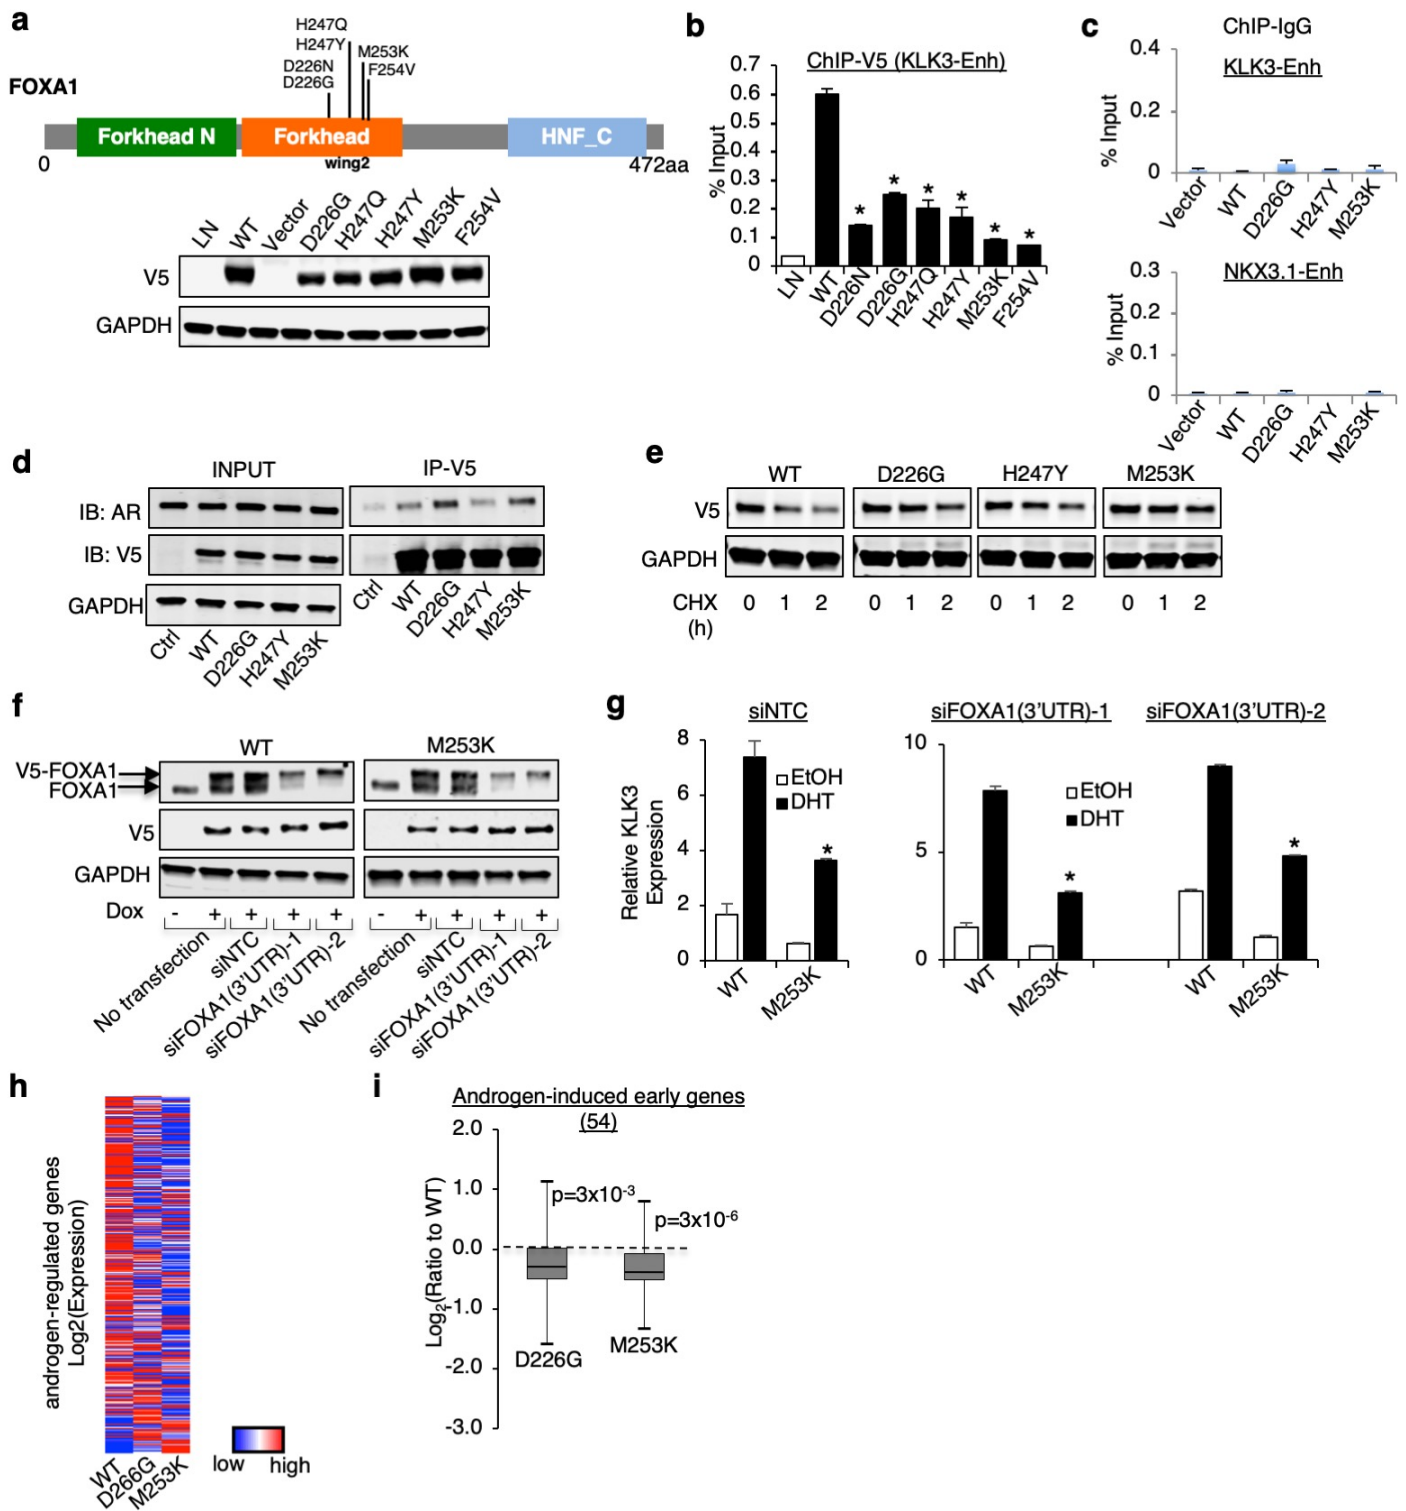 a
H247Q
H247Y
M253K
D226N
F254V
D226G
FOXA1
Forkhead N
Forkhead
HNF_C
0
wing2
472aa
LN
WT
Vector
D226G
H247Q
H247Y
M253K
F254V
V5
GAPDH
b
ChIP-V5 (KLK3-Enh)
% Input
0.7
0.6
0.5
0.4
0.3
0.2
0.1
0
* * * * * *
LN
WT
D226N
D226G
H247Q
H247Y
M253K
F254V
c
ChIP-IgG
KLK3-Enh
% Input
0.4
0.2
0
Vector
WT
D226G
H247Y
M253K
NKX3.1-Enh
% Input
0.3
0.2
0.1
0
Vector
WT
D226G
H247Y
M253K
d
INPUT
IP-V5
IB: AR
IB: V5
GAPDH
Ctrl
WT
D226G
H247Y
M253K
Ctrl
WT
D226G
H247Y
M253K
e
WT
D226G
H247Y
M253K
V5
GAPDH
CHX 0 1 2 0 1 2 0 1 2 0 1 2
(h)
f
WT
M253K
V5-FOXA1
FOXA1
V5
GAPDH
Dox - + + + + - + + + +
No transfection
siNTC
siFOXA1(3'UTR)-1
siFOXA1(3'UTR)-2
No transfection
siNTC
siFOXA1(3'UTR)-1
siFOXA1(3'UTR)-2
g
siNTC
Relative KLK3
Expression
8
6
4
2
0
EtOH
DHT
*
WT
M253K
siFOXA1(3'UTR)-1
siFOXA1(3'UTR)-2
10
5
0
EtOH
DHT
*
*
WT
M253K
WT
M253K
h
androgen-regulated genes
Log2(Expression)
WT
D266G
M253K
low
high
i
Androgen-induced early genes
(54)
Log2(Ratio to WT)
2.0
1.0
0.0
-1.0
-2.0
-3.0
p=3x10-3
p=3x10-6
D226G
M253K